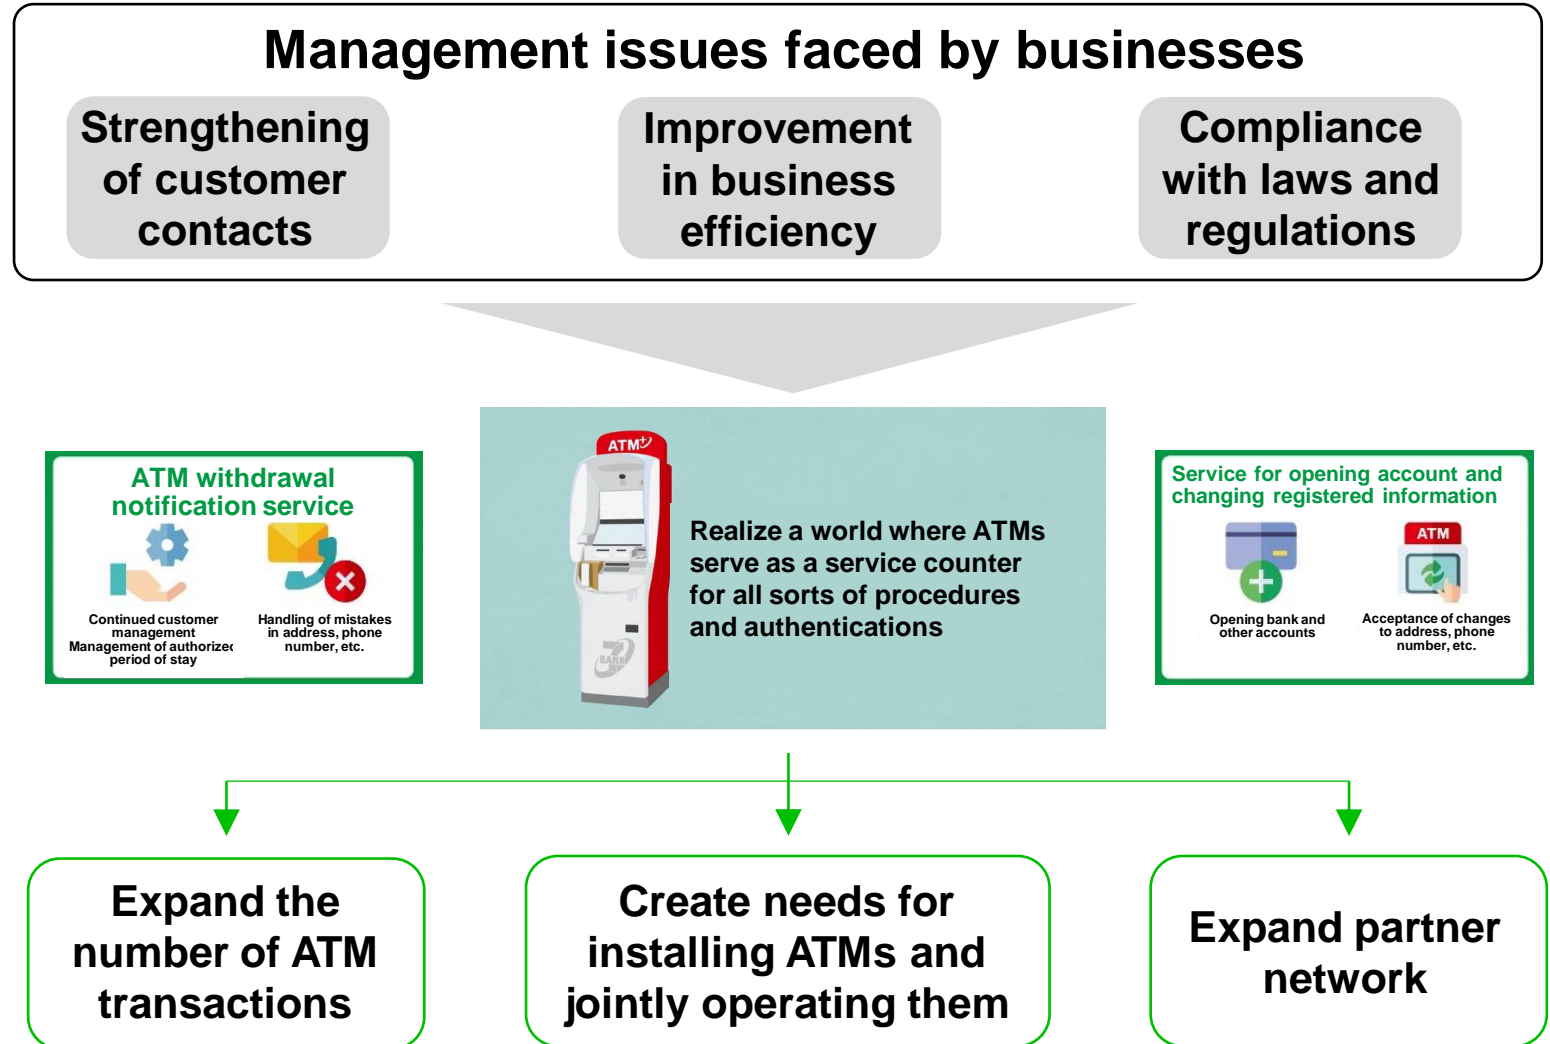 Management issues faced by businesses
Strengthening
of customer
contacts
Improvement
in business
efficiency
Compliance
with laws and
regulations
ATM withdrawal
notification service
Continued customer
management
Management of authorized
period of stay
Handling of mistakes
in address, phone
number, etc.
ATM+
BANK
Realize a world where ATMs
serve as a service counter
for all sorts of procedures
and authentications
Service for opening account and
changing registered information
Opening bank and
other accounts
ATM
Acceptance of changes
to address, phone
number, etc.
Expand the
number of ATM
transactions
Create needs for
installing ATMs and
jointly operating them
Expand partner
network